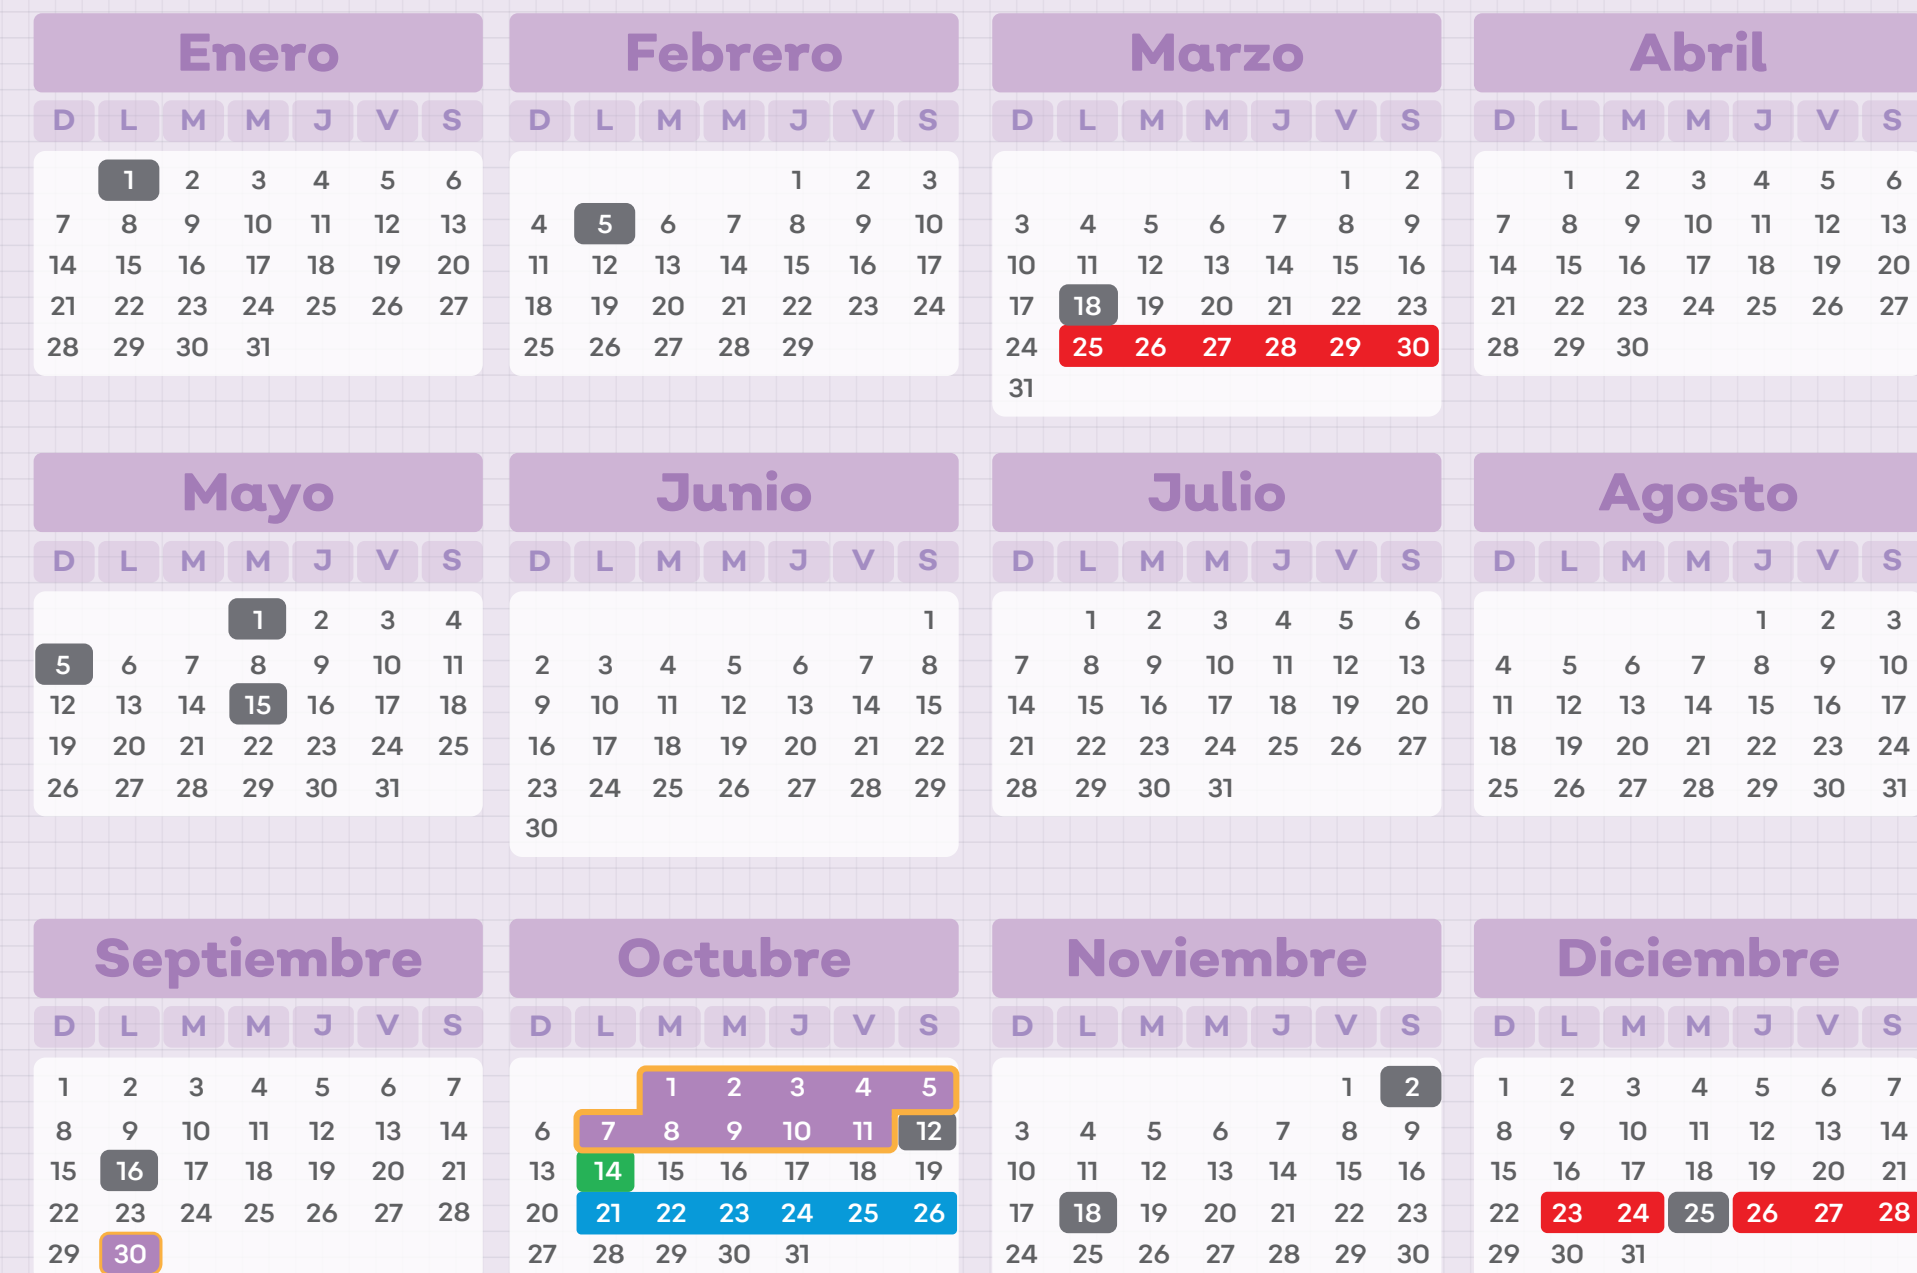 Enero Febrero Marzo Abril
D L M M J V S D L M M J V S D L M M J V S D L M M J V S
1 2 3 4 5 6 1 2 3 1 2 1 2 3 4 5 6
7 8 9 10 11 12 13 4 5 6 7 8 9 10 3 4 5 6 7 8 9 7 8 9 10 11 12 13
14 15 16 17 18 19 20 11 12 13 14 15 16 17 10 11 12 13 14 15 16 14 15 16 17 18 19 20
21 22 23 24 25 26 27 18 19 20 21 22 23 24 17 18 19 20 21 22 23 21 22 23 24 25 26 27
28 29 30 31 25 26 27 28 29 24 25 26 27 28 29 30 28 29 30
31
Mayo Junio Julio Agosto
D L M M J V S D L M M J V S D L M M J V S D L M M J V S
1 2 3 4 1 1 2 3 4 5 6 1 2 3
5 6 7 8 9 10 11 2 3 4 5 6 7 8 7 8 9 10 11 12 13 4 5 6 7 8 9 10
12 13 14 15 16 17 18 9 10 11 12 13 14 15 14 15 16 17 18 19 20 11 12 13 14 15 16 17
19 20 21 22 23 24 25 16 17 18 19 20 21 22 21 22 23 24 25 26 27 18 19 20 21 22 23 24
26 27 28 29 30 31 23 24 25 26 27 28 29 28 29 30 31 25 26 27 28 29 30 31
30
Septiembre Octubre Noviembre Diciembre
D L M M J V S D L M M J V S D L M M J V S D L M M J V S
1 2 3 4 5 6 7 1 2 3 4 5 1 2 1 2 3 4 5 6 7
8 9 10 11 12 13 14 6 7 8 9 10 11 12 3 4 5 6 7 8 9 8 9 10 11 12 13 14
15 16 17 18 19 20 21 13 14 15 16 17 18 19 10 11 12 13 14 15 16 15 16 17 18 19 20 21
22 23 24 25 26 27 28 20 21 22 23 24 25 26 17 18 19 20 21 22 23 22 23 24 25 26 27 28
29 30 27 28 29 30 31 24 25 26 27 28 29 30 29 30 31